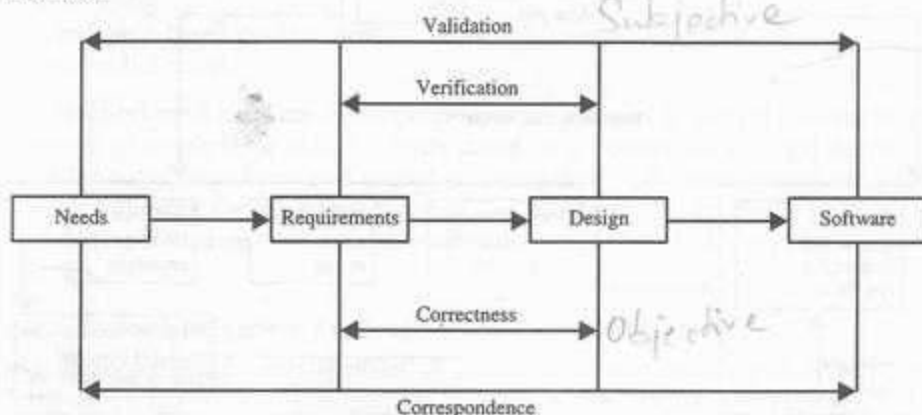 Subjective
Validation
Verification
Needs
Requirements
Design
Software
Correctness
Objective
Correspondence